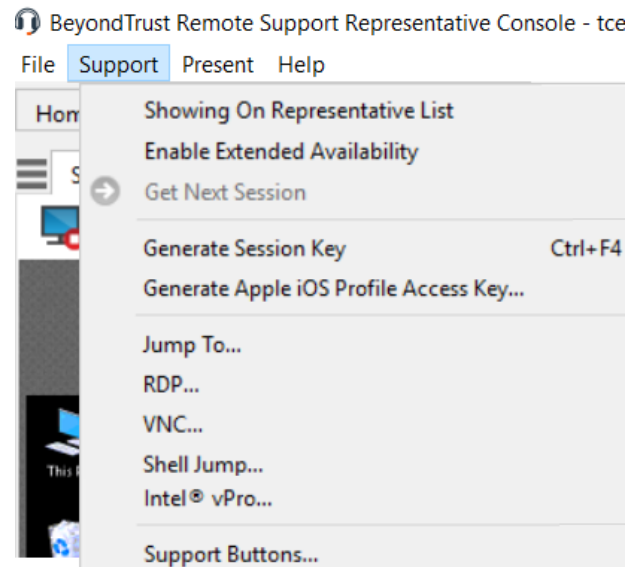 BeyondTrust Remote Support Representative Console - tce
File Support Present Help
Hom
S
Showing On Representative List
Enable Extended Availability
Get Next Session
Generate Session Key Ctrl+F4
Generate Apple iOS Profile Access Key...
Jump To...
RDP...
VNC...
Shell Jump...
This P
Intel® vPro...
Support Buttons...